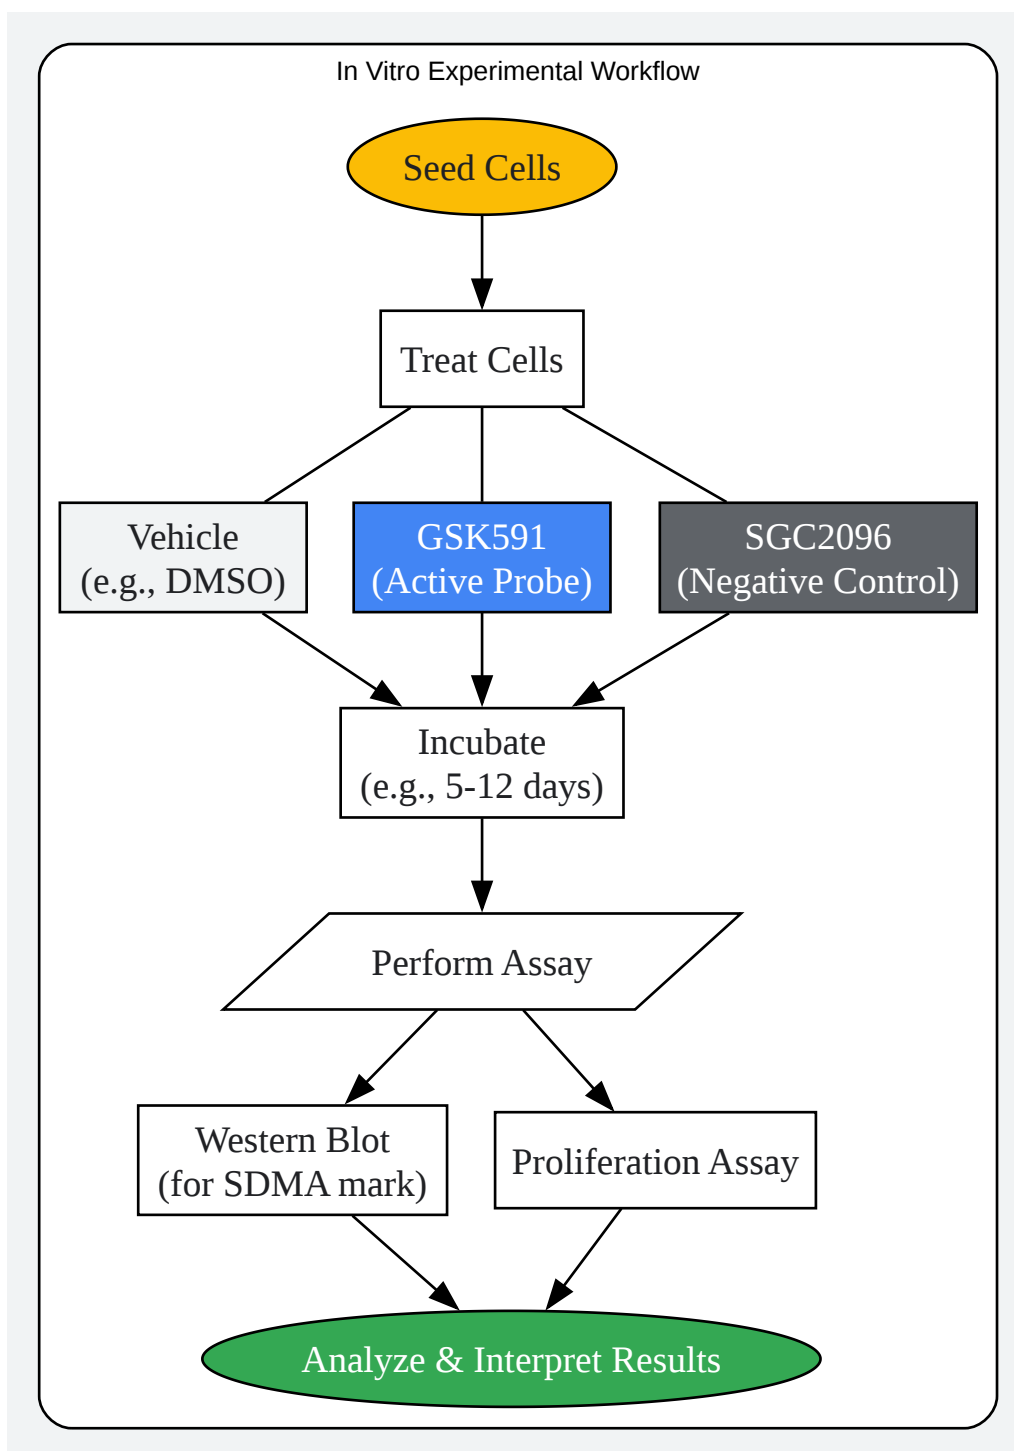 In Vitro Experimental Workflow
Seed Cells
Treat Cells
Vehicle
(e.g., DMSO)
GSK591
(Active Probe)
SGC2096
(Negative Control)
Incubate
(e.g., 5-12 days)
Perform Assay
Western Blot
(for SDMA mark)
Proliferation Assay
Analyze & Interpret Results